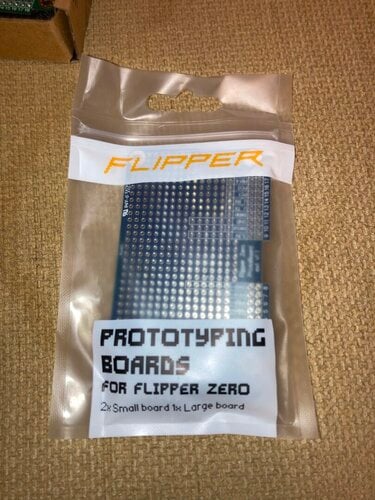 FLIPPER
PROTOTYPING
BOARDS
FOR FLIPPER ZERO
2x Small board 1x Large board